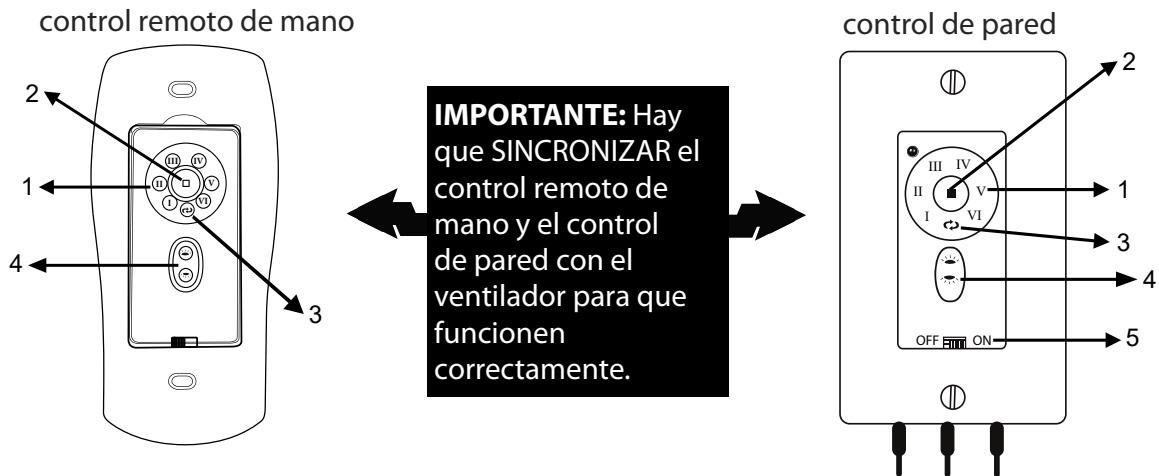 control remoto de mano
2
III IV
1
II V
I VI
4
3
IMPORTANTE: Hay
que SINCRONIZAR el
control remoto de
mano y el control
de pared con el
ventilador para que
funcionen
correctamente.
control de pared
2
III IV
II V
1
I VI
3
4
OFF ON
5